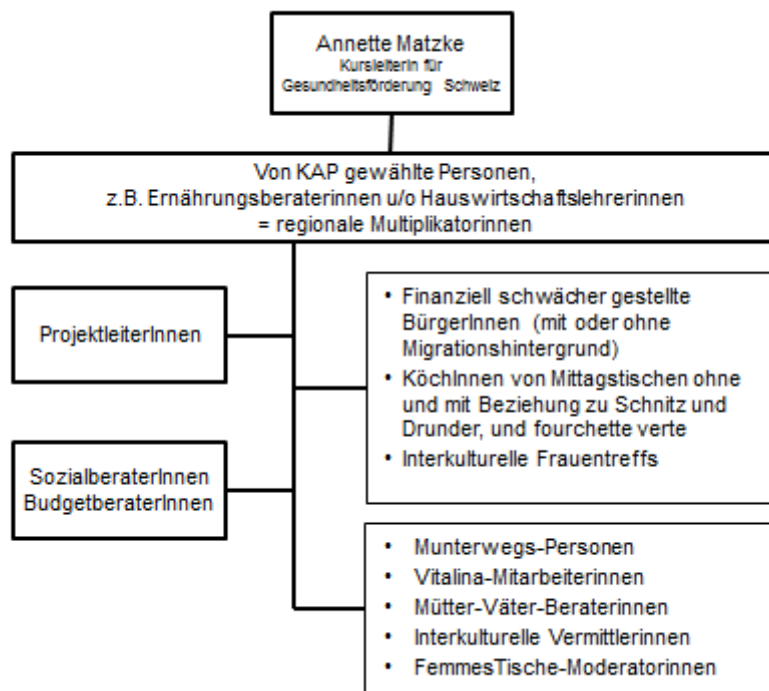 Annette Matzke
KursleiterIn für
Gesundheitsförderung Schweiz
Von KAP gewählte Personen,
z.B. Ernährungsberaterinnen u/o Hauswirtschaftslehrerinnen
= regionale Multiplikatorinnen
ProjektleiterInnen
• Finanziell schwächer gestellte
BürgerInnen (mit oder ohne
Migrationshintergrund)
• KöchInnen von Mittagstischen ohne
und mit Beziehung zu Schnitz und
Drunder, und fourchette verte
• Interkulturelle Frauentreffs
SozialberaterInnen
BudgetberaterInnen
• Munterwegs-Personen
• Vitalina-Mitarbeiterinnen
• Mütter-Väter-Beraterinnen
• Interkulturelle Vermittlerinnen
• FemmesTische-Moderatorinnen